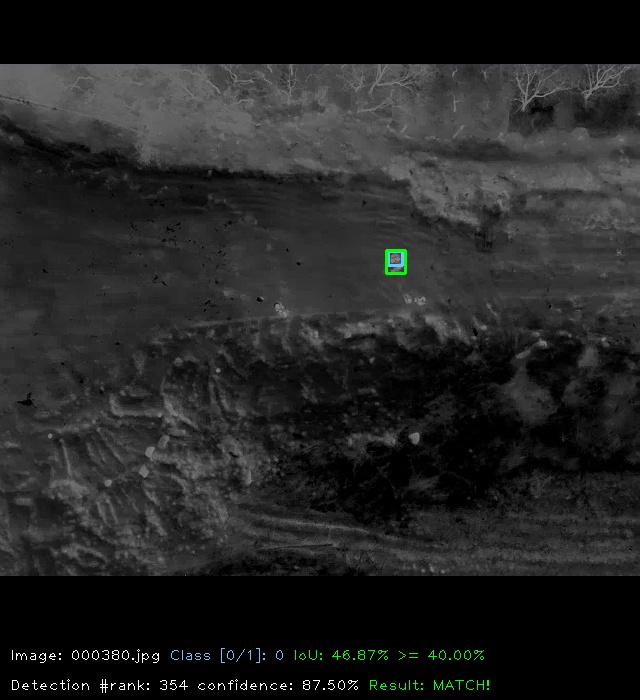 Image: 000380.jpg Class [0/1]: 0 IoU: 46.87% >= 40.00%
Detection #rank: 354 confidence: 87.50% Result: MATCH!